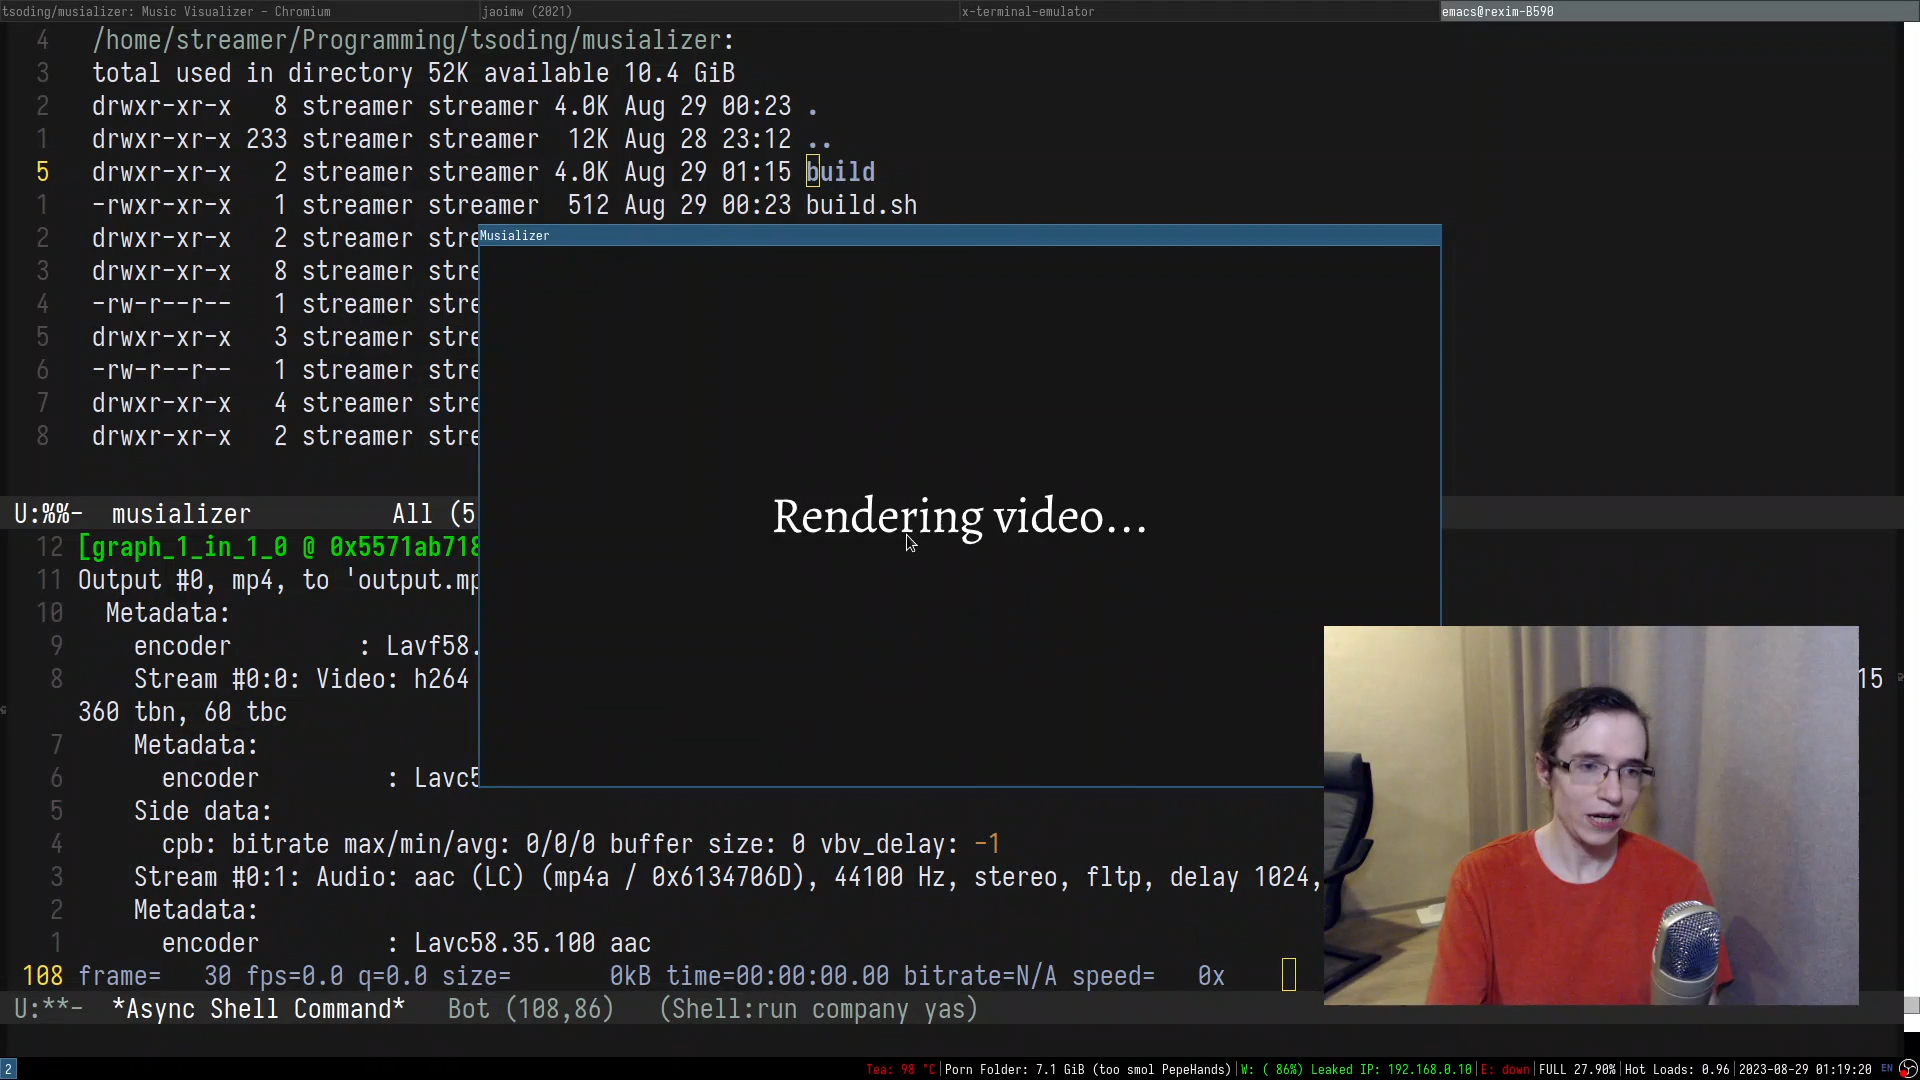 tsoding/musializer: Music Visualizer - Chromium
jaoimw (2021)
x-terminal-emulator
emacs@rexim-B590
4 /home/streamer/Programming/tsoding/musializer:
3 total used in directory 52K available 10.4 GiB
2 drwxr-xr-x 8 streamer streamer 4.0K Aug 29 00:23 .
1 drwxr-xr-x 233 streamer streamer 12K Aug 28 23:12 ..
5 drwxr-xr-x 2 streamer streamer 4.0K Aug 29 01:15 build
1 -rwxr-xr-x 1 streamer streamer 512 Aug 29 00:23 build.sh
2 drwxr-xr-x 2 streamer stre
3 drwxr-xr-x 8 streamer stre
4 -rw-r--r-- 1 streamer stre
5 drwxr-xr-x 3 streamer stre
6 -rw-r--r-- 1 streamer stre
7 drwxr-xr-x 4 streamer stre
8 drwxr-xr-x 2 streamer stre
U:%%- musializer All (5
Musializer
Rendering video...
12 [graph_1_in_1_0 @ 0x5571ab718
11 Output #0, mp4, to 'output.mp
10 Metadata:
9 encoder : Lavf58.
8 Stream #0:0: Video: h264 15
360 tbn, 60 tbc
7 Metadata:
6 encoder : Lavc5
5 Side data:
4 cpb: bitrate max/min/avg: 0/0/0 buffer size: 0 vbv_delay: -1
3 Stream #0:1: Audio: aac (LC) (mp4a / 0x6134706D), 44100 Hz, stereo, fltp, delay 1024,
2 Metadata:
1 encoder : Lavc58.35.100 aac
108 frame= 30 fps=0.0 q=0.0 size= 0kB time=00:00:00.00 bitrate=N/A speed= 0x
U:**- *Async Shell Command* Bot (108,86) (Shell:run company yas)
2
Tea: 98 °C|Porn Folder: 7.1 GiB (too smol PepeHands)|W: ( 86%) Leaked IP: 192.168.0.10|E: down|FULL 27.90%|Hot Loads: 0.96|2023-08-29 01:19:20 EN